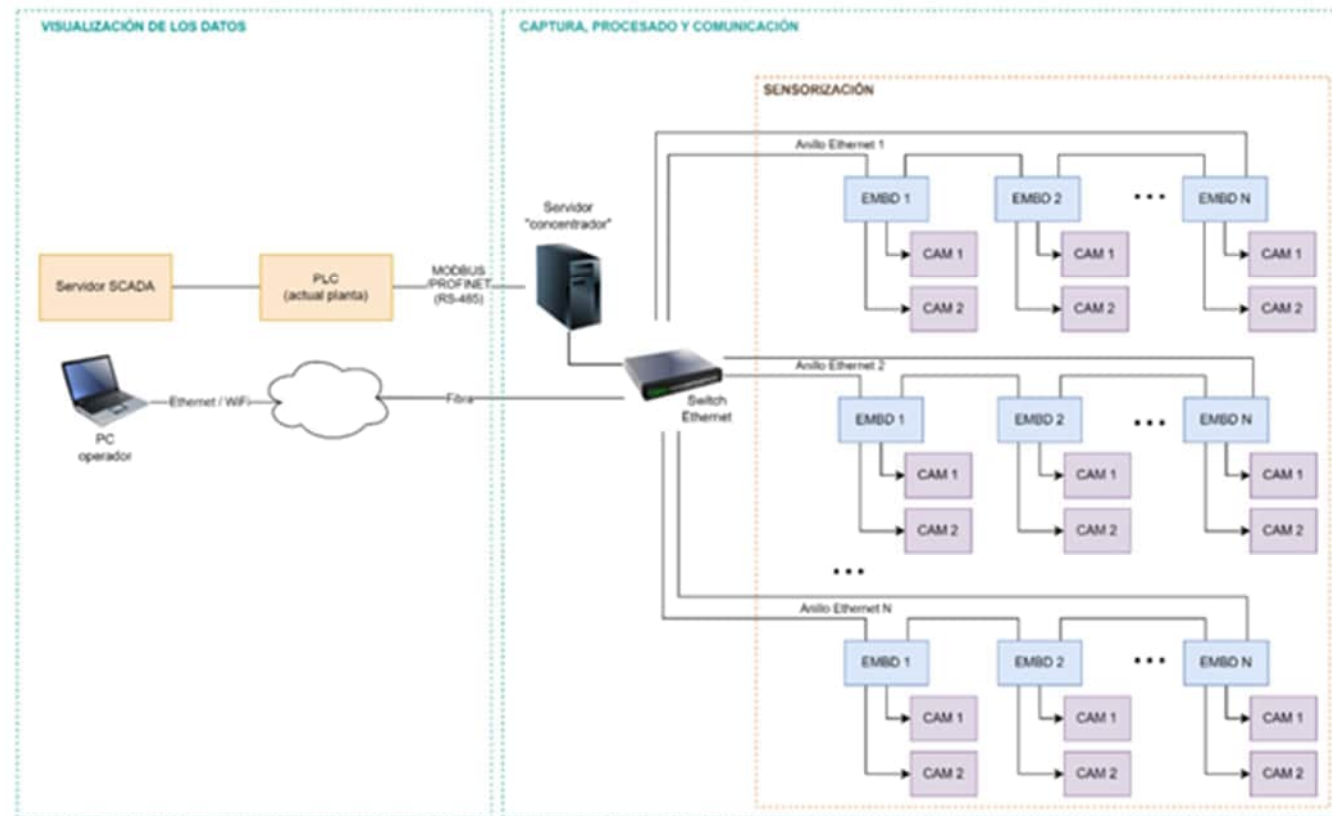 VISUALIZACIÓN DE LOS DATOS
CAPTURA, PROCESADO Y COMUNICACIÓN
SENSORIZACIÓN
Anillo Ethernet 1
EMBD 1
EMBD 2
•••
EMBD N
CAM 1
CAM 1
CAM 1
CAM 2
CAM 2
CAM 2
Servidor
"concentrador"
Servidor SCADA
PLC
(actual planta)
MODBUS
/PROFINET
(RS-485)
Anillo Ethernet 2
Switch
Ethernet
PC
operador
Ethernet / WiFi
Fibra
EMBD 1
EMBD 2
•••
EMBD N
CAM 1
CAM 1
CAM 1
CAM 2
CAM 2
CAM 2
•••
Anillo Ethernet N
EMBD 1
EMBD 2
•••
EMBD N
CAM 1
CAM 1
CAM 1
CAM 2
CAM 2
CAM 2